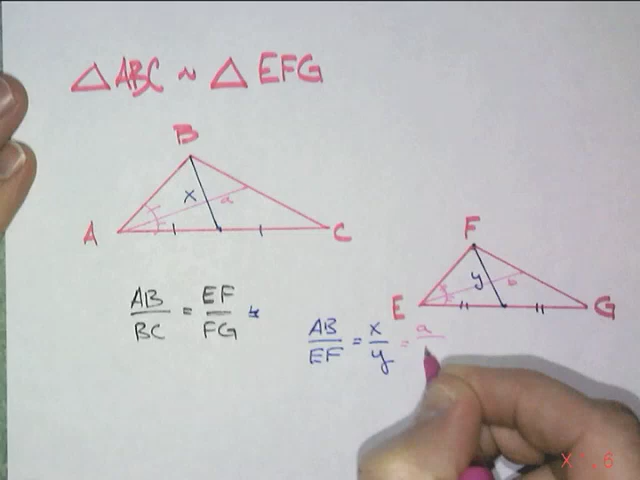 △ABC ~ △EFG
B
x a
A C
F
y b
E G
AB/BC = EF/FG
AB/EF = x/y = a/